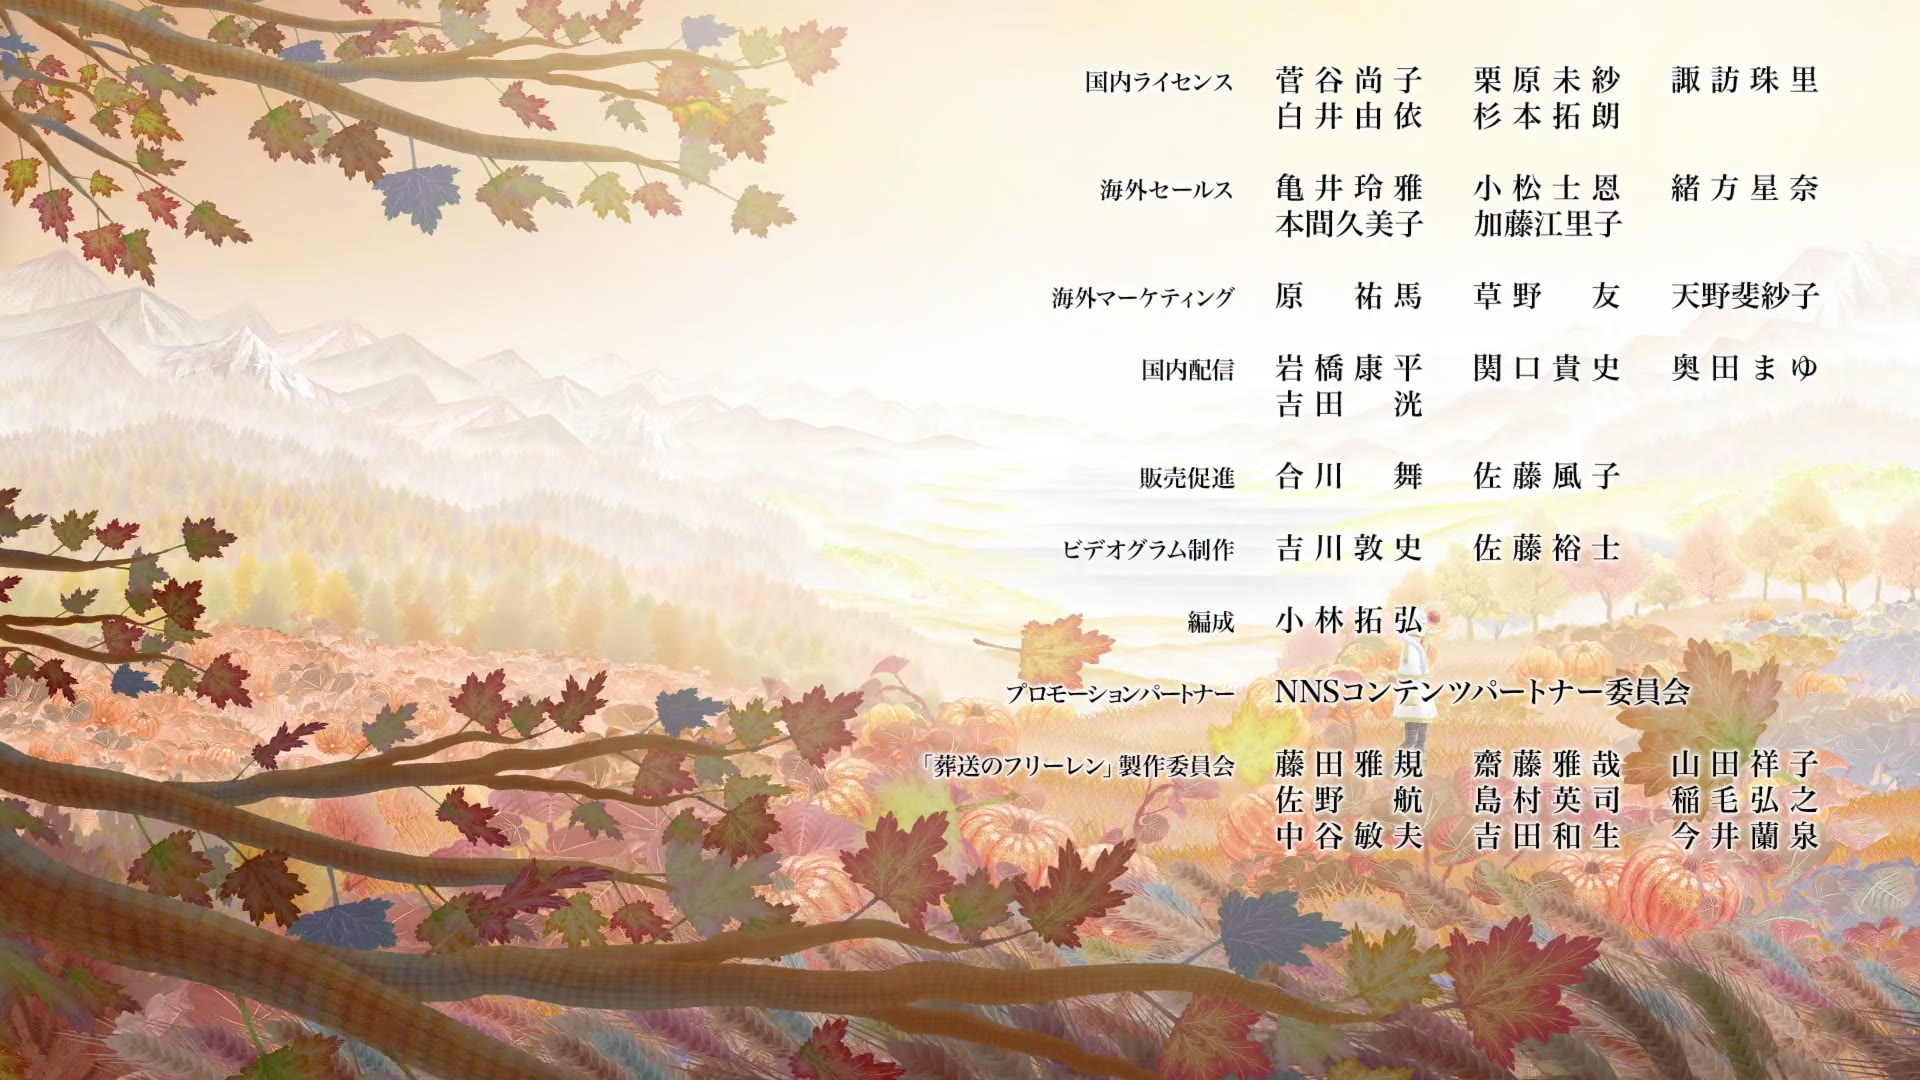 国内ライセンス 菅谷尚子 栗原未紗 諏訪珠里
白井由依 杉本拓朗
海外セールス 亀井玲雅 小松士恩 緒方星奈
本間久美子 加藤江里子
海外マーケティング 原祐馬 草野友 天野斐紗子
国内配信 岩橋康平 関口貴史 奥田まゆ
吉田洸
販売促進 合川舞 佐藤風子
ビデオグラム制作 吉川敦史 佐藤裕士
編成 小林拓弘
プロモーションパートナー NNSコンテンツパートナー委員会
「葬送のフリーレン」製作委員会 藤田雅規 齋藤雅哉 山田祥子
佐野航 島村英司 稲毛弘之
中谷敏夫 吉田和生 今井蘭泉